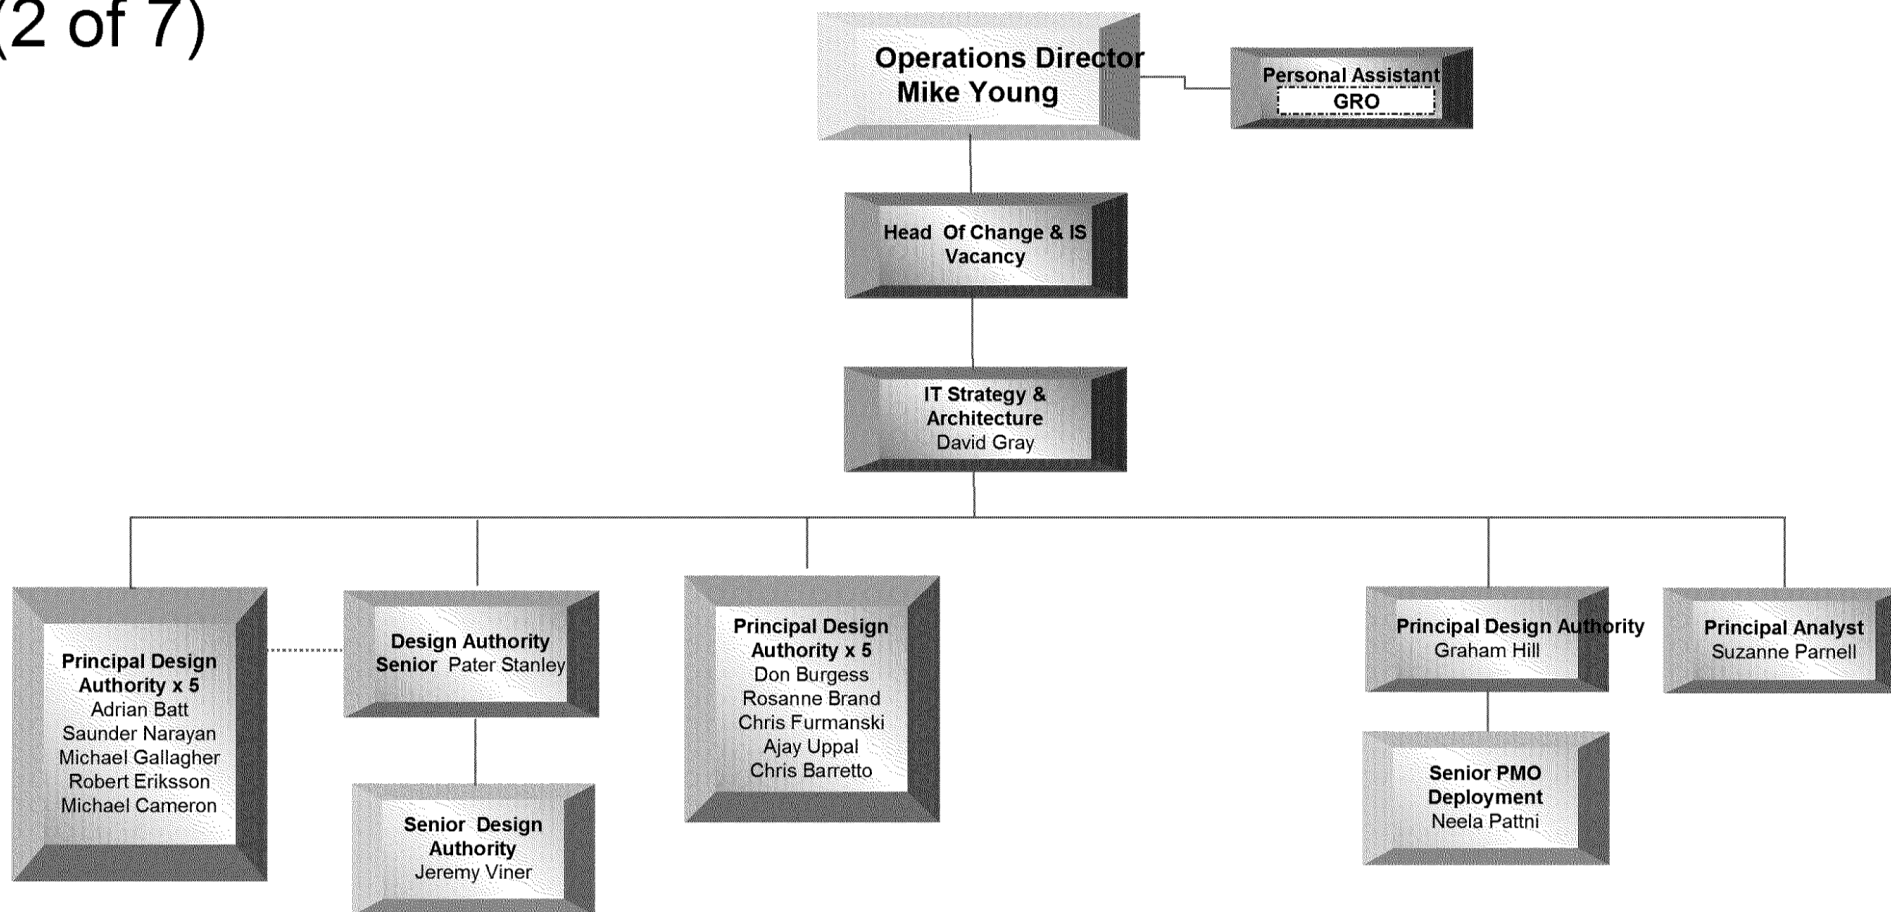 (2 of 7)
Operations Director
Mike Young
Personal Assistant
GRO
Head Of Change & IS
Vacancy
IT Strategy &
Architecture
David Gray
Principal Design
Authority x 5
Adrian Batt
Saunder Narayan
Michael Gallagher
Robert Eriksson
Michael Cameron
Design Authority
Senior Pater Stanley
Senior Design
Authority
Jeremy Viner
Principal Design
Authority x 5
Don Burgess
Rosanne Brand
Chris Furmanski
Ajay Uppal
Chris Barretto
Principal Design Authority
Graham Hill
Senior PMO
Deployment
Neela Pattni
Principal Analyst
Suzanne Parnell